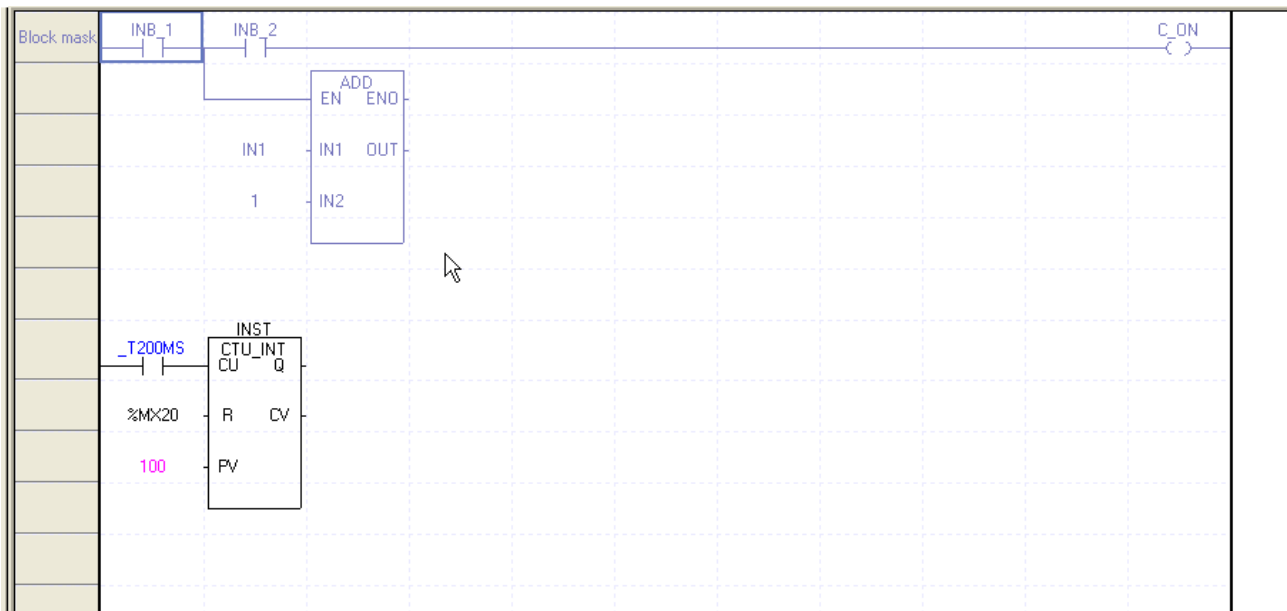 Block mask INB_1 INB_2 C_ON
ADD
EN ENO
IN1 IN1 OUT
1 IN2
INST
_T200MS CTU_INT
CU Q
%MX20 R CV
100 PV